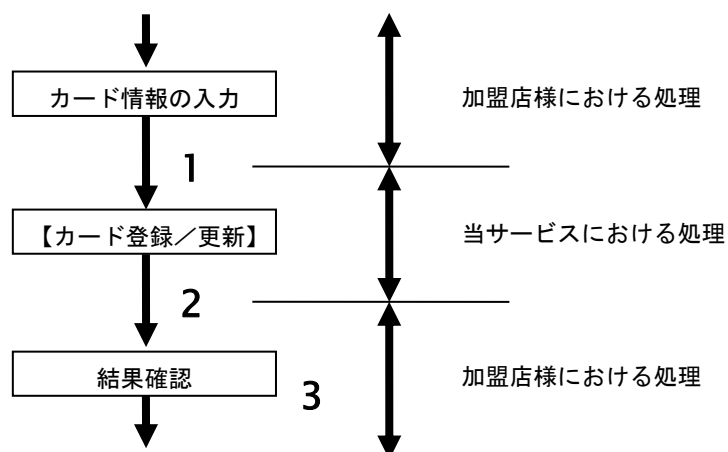 カード情報の入力
加盟店様における処理
1
【カード登録／更新】
当サービスにおける処理
2
結果確認
3
加盟店様における処理